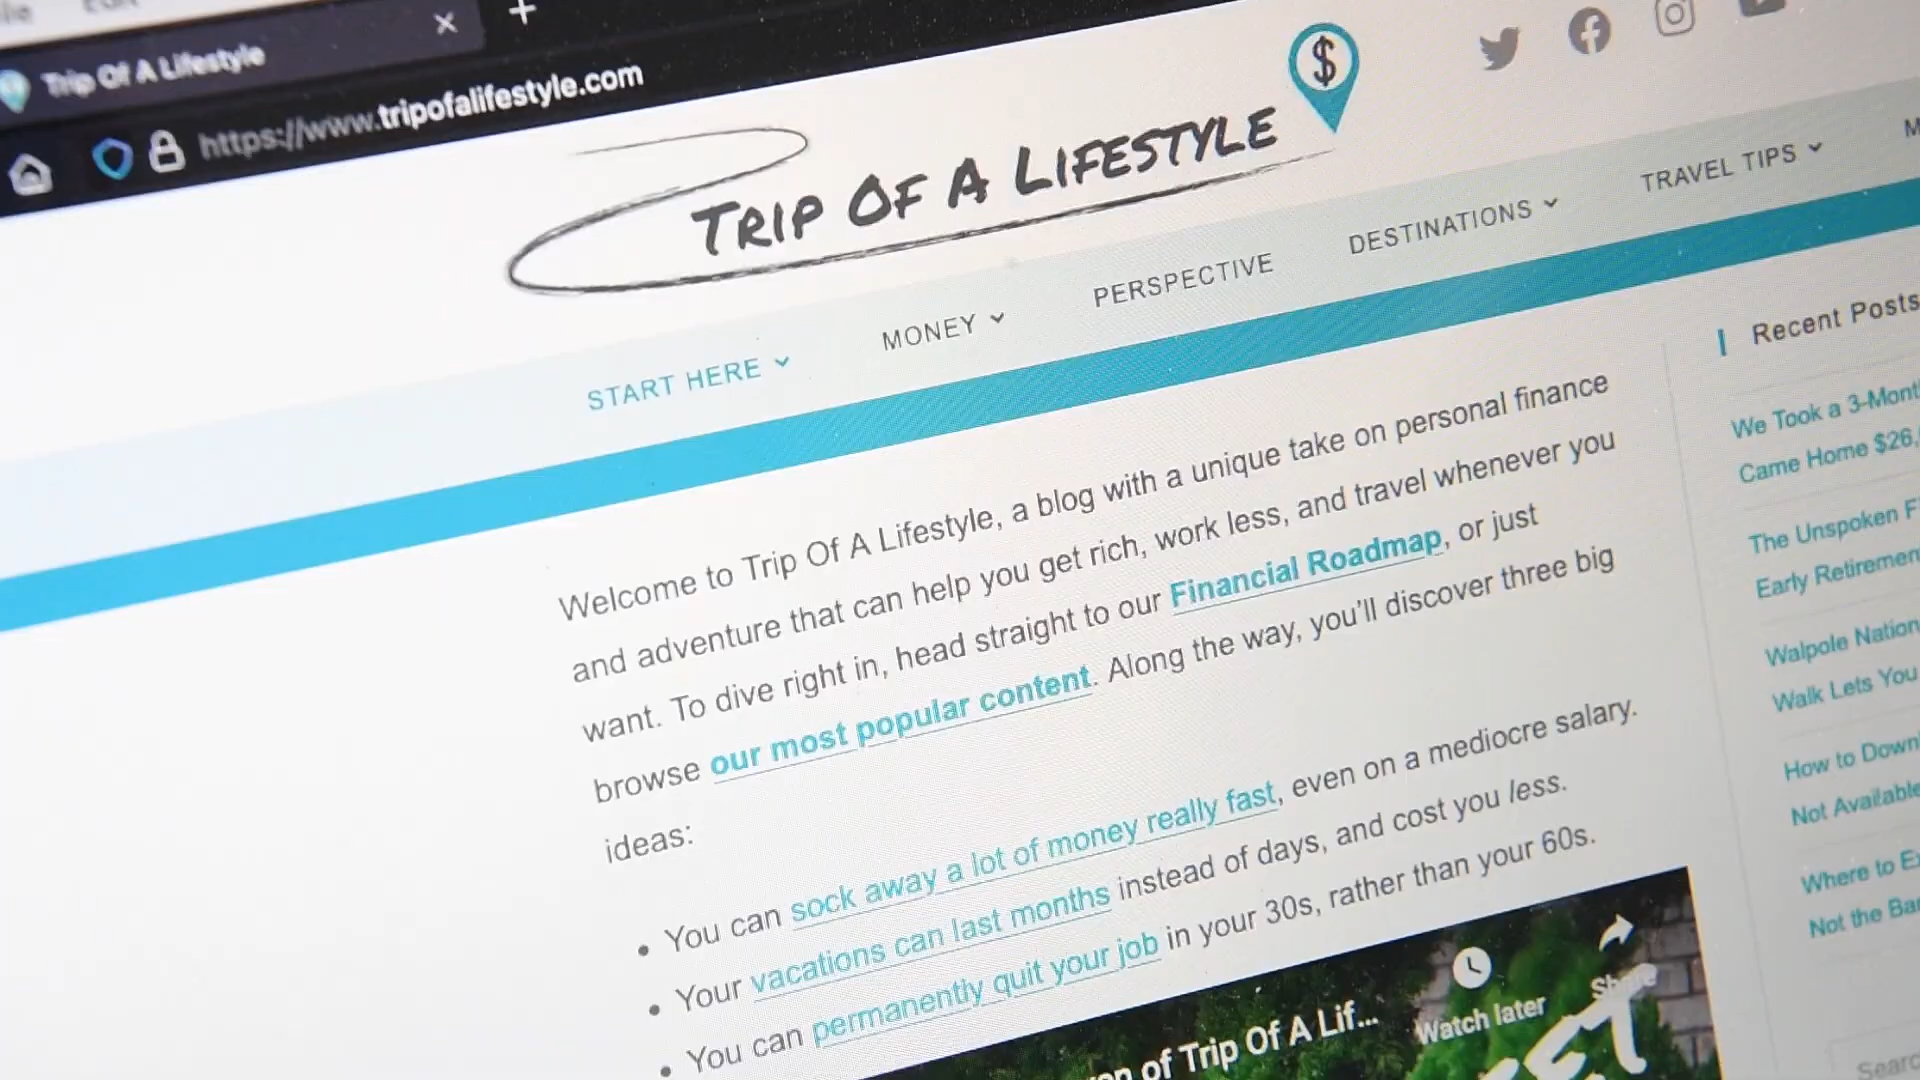 Edit
Trip Of A Lifestyle
https://www.tripofalifestyle.com
$
TRIP OF A LIFESTYLE
START HERE
MONEY
PERSPECTIVE
DESTINATIONS
TRAVEL TIPS
Welcome to Trip Of A Lifestyle, a blog with a unique take on personal finance
and adventure that can help you get rich, work less, and travel whenever you
want. To dive right in, head straight to our Financial Roadmap, or just
browse our most popular content. Along the way, you'll discover three big
ideas:
• You can sock away a lot of money really fast, even on a mediocre salary.
• Your vacations can last months instead of days, and cost you less.
• You can permanently quit your job in your 30s, rather than your 60s.
of Trip Of A Lif...
Watch later
Share
Recent Posts
We Took a 3-Month
Came Home $26,
The Unspoken
Early Retirement
Walpole
Walk Lets You
How to
Not Available
Where to
Not the